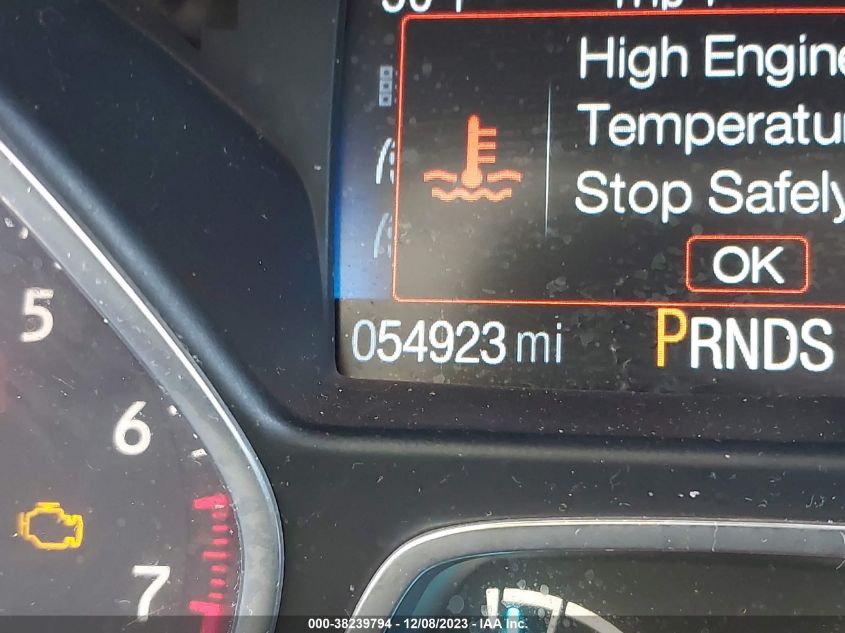 High Engine
Temperatur
Stop Safely
OK
054923 mi
PRNDS
5
6
7
000-38239794 - 12/08/2023 - IAA Inc.